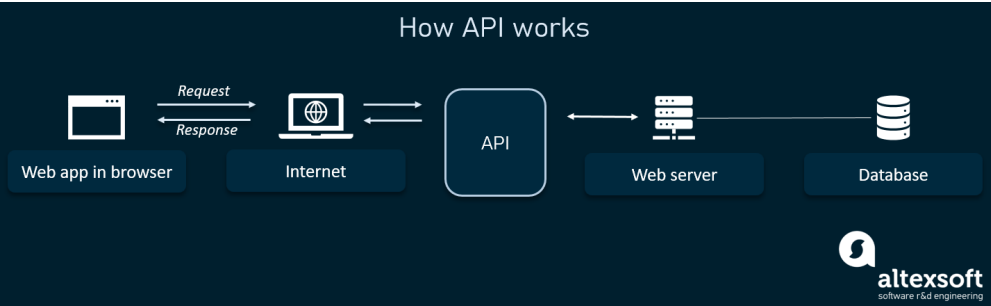 How API works
Request
Response
API
Web app in browser
Internet
Web server
Database
altexsoft
software r&d engineering